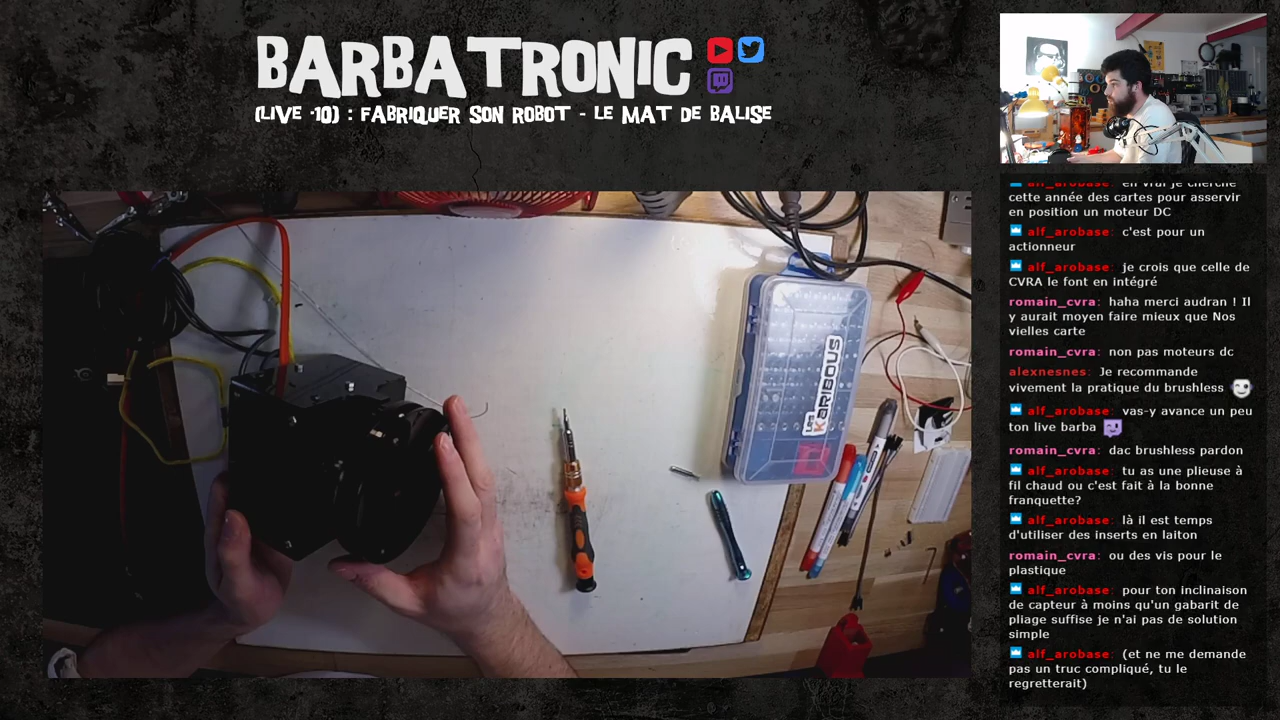 BARBATRONIC
(LIVE -10) : FABRIQUER SON ROBOT - LE MAT DE BALISE
Les
KARIBOUS
alf_arobase: en vrai je cherche
cette année des cartes pour asservir
en position un moteur DC
alf_arobase: c'est pour un
actionneur
alf_arobase: je crois que celle de
CVRA le font en intégré
romain_cvra: haha merci audran ! Il
y aurait moyen faire mieux que Nos
vielles carte
romain_cvra: non pas moteurs dc
alexnesnes: Je recommande
vivement la pratique du brushless
alf_arobase: vas-y avance un peu
ton live barba
romain_cvra: dac brushless pardon
alf_arobase: tu as une plieuse à
fil chaud ou c'est fait à la bonne
franquette?
alf_arobase: là il est temps
d'utiliser des inserts en laiton
romain_cvra: ou des vis pour le
plastique
alf_arobase: pour ton inclinaison
de capteur à moins qu'un gabarit de
pliage suffise je n'ai pas de solution
simple
alf_arobase: (et ne me demande
pas un truc compliqué, tu le
regretterait)